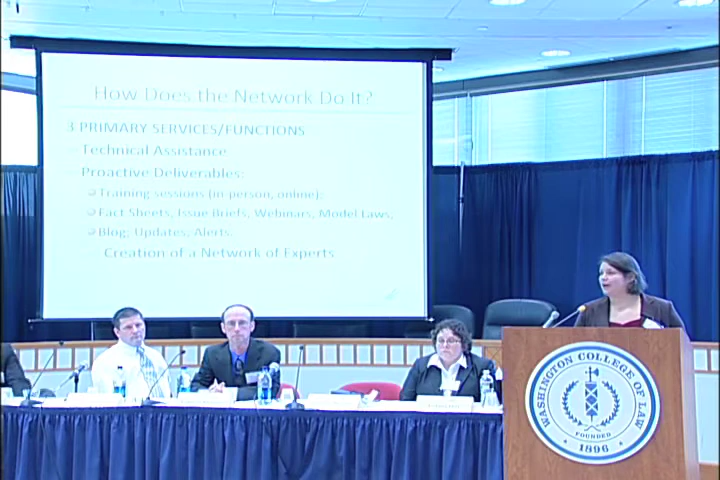 How Does the Network Do It?
3 PRIMARY SERVICES/FUNCTIONS
Technical Assistance
Proactive Deliverables:
Training sessions (in-person, online);
Fact Sheets, Issue Briefs, Webinars, Model Laws,
Blog; Updates, Alerts.
Creation of a Network of Experts
WASHINGTON COLLEGE OF LAW
FOUNDED
1896